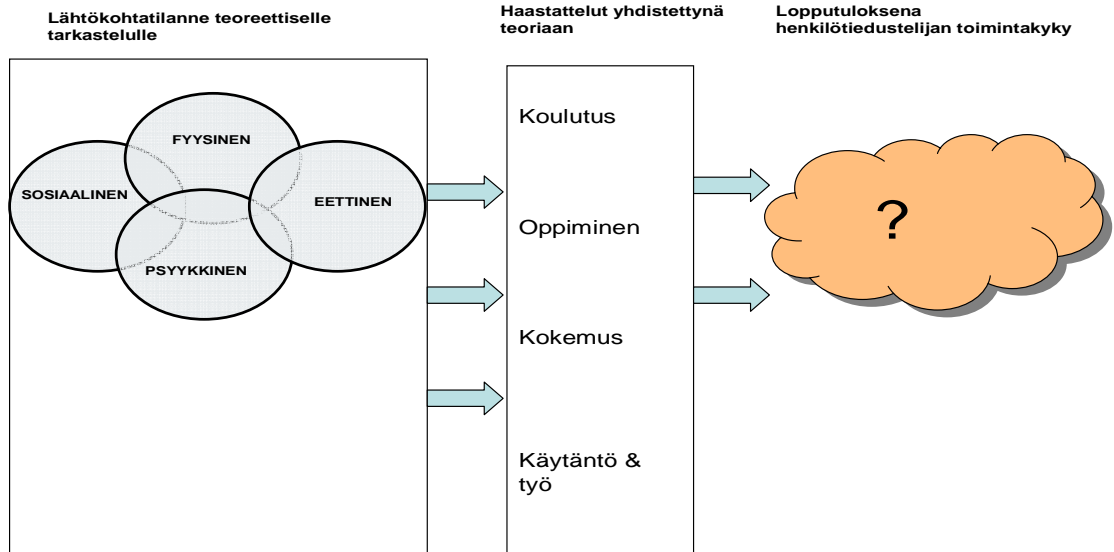 Lähtökohtatilanne teoreettiselle
tarkastelulle
Haastattelut yhdistettynä
teoriaan
Lopputuloksena
henkilötiedustelijan toimintakyky
FYYSINEN
SOSIAALINEN
EETTINEN
PSYYKKINEN
Koulutus
Oppiminen
Kokemus
Käytäntö &
työ
?